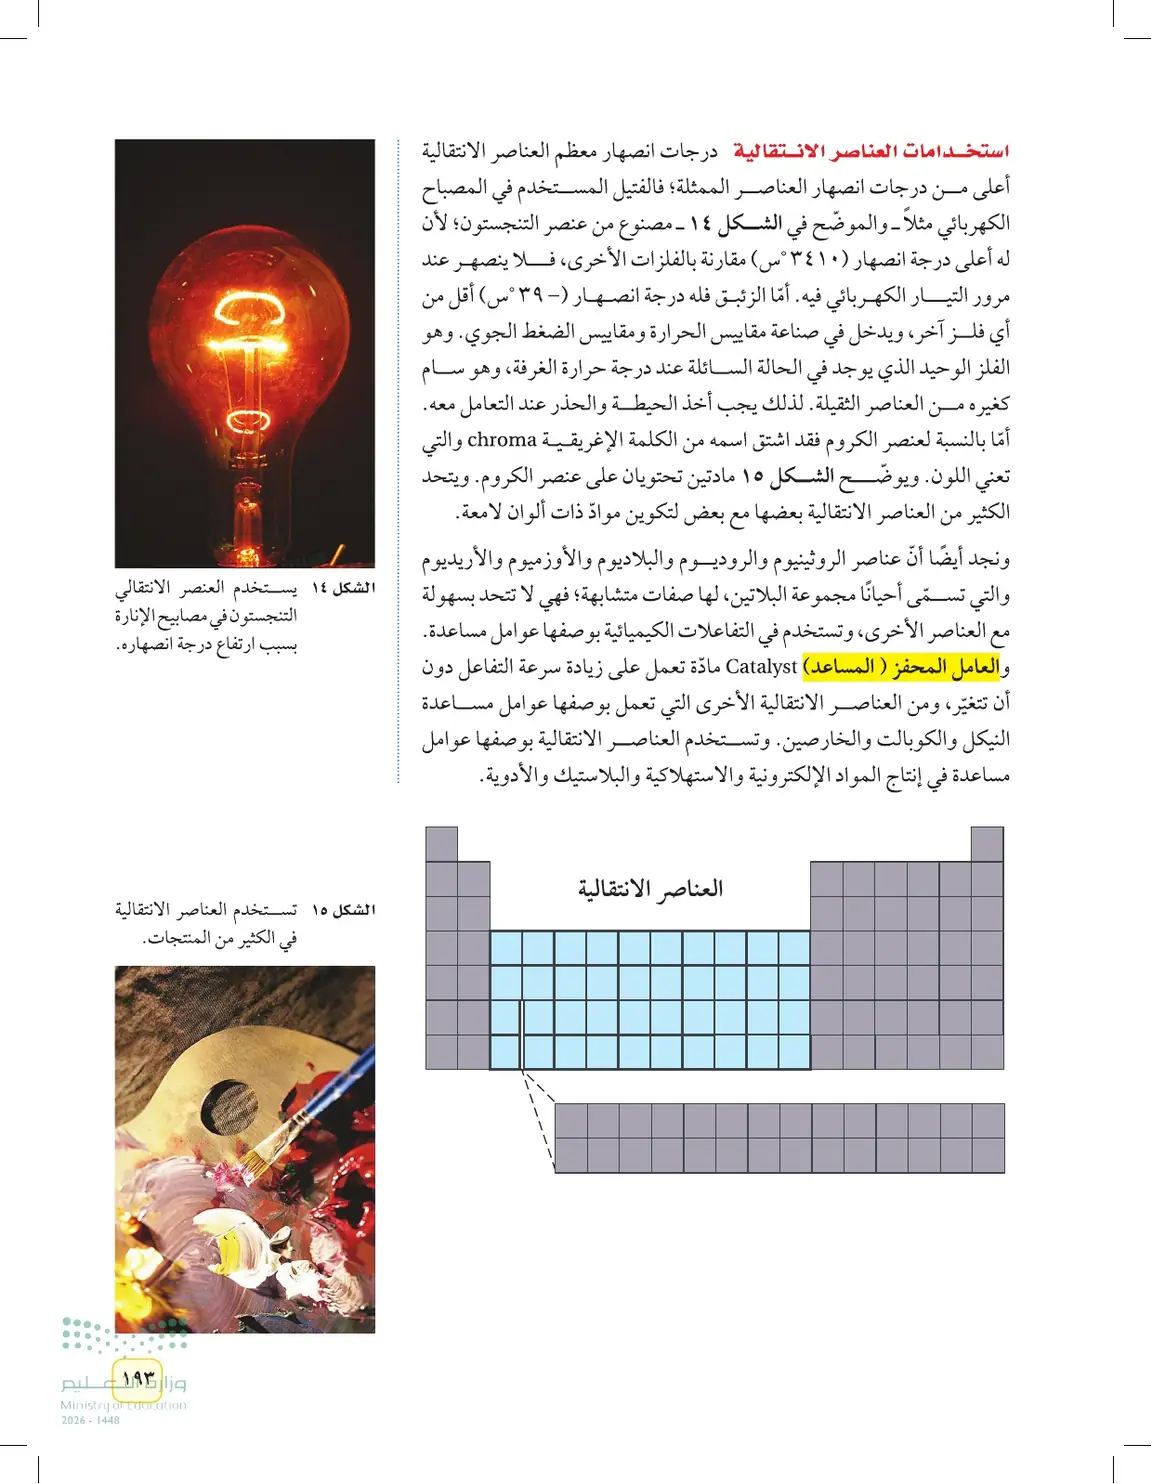 استخدامات العناصر الانتقالية درجات انصهار معظم العناصر الانتقالية
أعلى من درجات انصهار العناصر الممثلة؛ فالفتيل المستخدم في المصباح
الكهربائي مثلاً ـ والموضّح في الشكل ١٤ ـ مصنوع من عنصر التنجستون؛ لأن
له أعلى درجة انصهار (٣٤١٠ °س) مقارنة بالفلزات الأخرى، فلا ينصهر عند
مرور التيار الكهربائي فيه. أمّا الزئبق فله درجة انصهار (– ٣٩ °س) أقل من
أي فلز آخر، ويدخل في صناعة مقاييس الحرارة ومقاييس الضغط الجوي. وهو
الفلز الوحيد الذي يوجد في الحالة السائلة عند درجة حرارة الغرفة، وهو سام
كغيره من العناصر الثقيلة. لذلك يجب أخذ الحيطة والحذر عند التعامل معه.
أمّا بالنسبة لعنصر الكروم فقد اشتق اسمه من الكلمة الإغريقية chroma والتي
تعني اللون. ويوضّح الشكل ١٥ مادتين تحتويان على عنصر الكروم. ويتحد
الكثير من العناصر الانتقالية بعضها مع بعض لتكوين موادّ ذات ألوان لامعة.
ونجد أيضًا أنّ عناصر الروثينيوم والروديوم والبلاديوم والأوزميوم والأريديوم
والتي تسمّى أحيانًا مجموعة البلاتين، لها صفات متشابهة؛ فهي لا تتحد بسهولة
مع العناصر الأخرى، وتستخدم في التفاعلات الكيميائية بوصفها عوامل مساعدة.
والعامل المحفز ( المساعد) Catalyst مادّة تعمل على زيادة سرعة التفاعل دون
أن تتغيّر، ومن العناصر الانتقالية الأخرى التي تعمل بوصفها عوامل مساعدة
النيكل والكوبالت والخارصين. وتستخدم العناصر الانتقالية بوصفها عوامل
مساعدة في إنتاج المواد الإلكترونية والاستهلاكية والبلاستيك والأدوية.
الشكل ١٤ يستخدم العنصر الانتقالي
التنجستون في مصابيح الإنارة
بسبب ارتفاع درجة انصهاره.
العناصر الانتقالية
الشكل ١٥ تستخدم العناصر الانتقالية
في الكثير من المنتجات.
وزارة التعليم
١٩٣
Ministry of Education
2026 - 1448